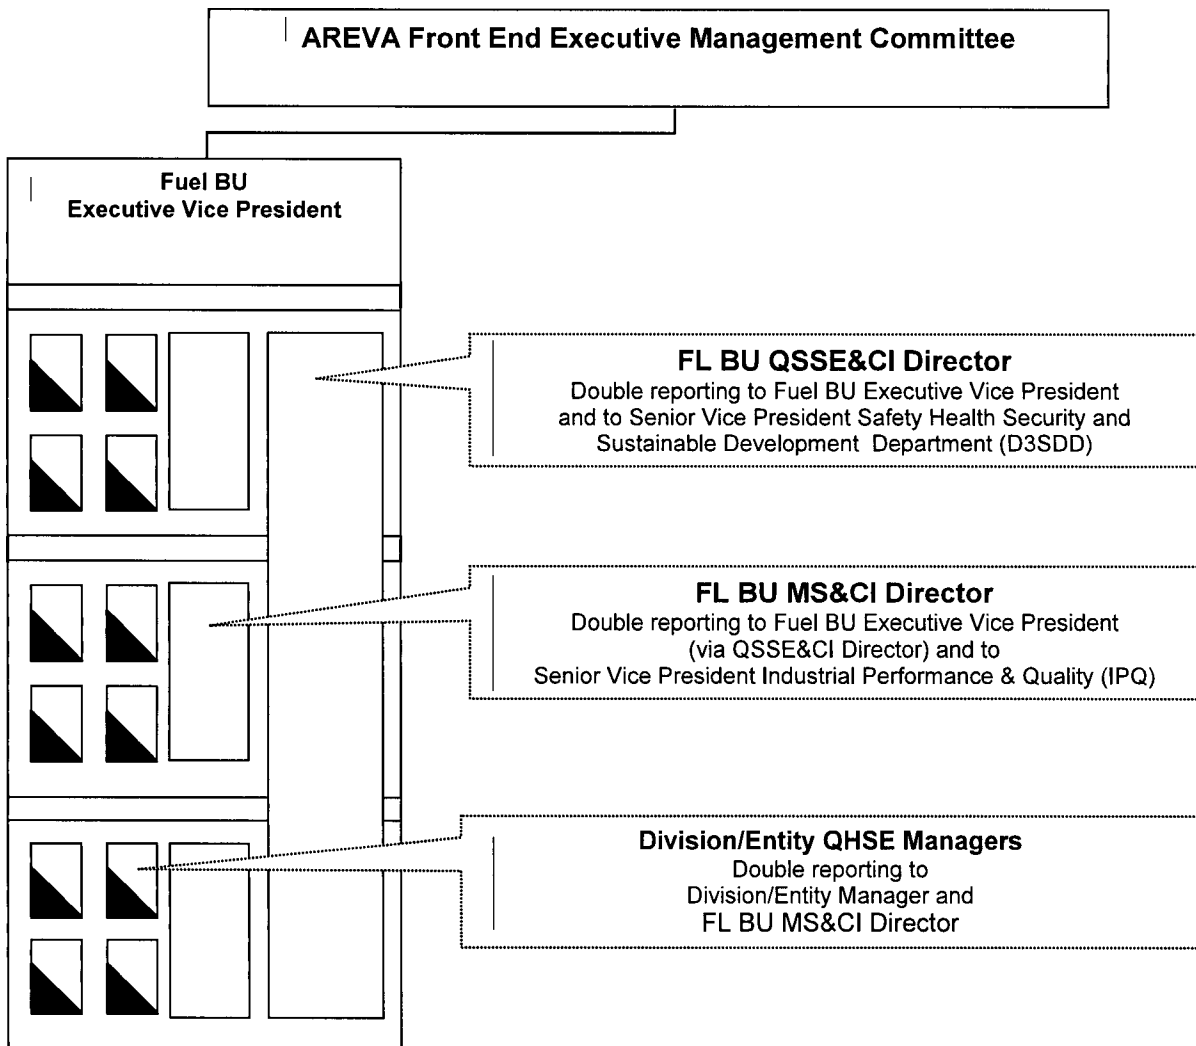 AREVA Front End Executive Management Committee
Fuel BU
Executive Vice President
FL BU QSSE&CI Director
Double reporting to Fuel BU Executive Vice President
and to Senior Vice President Safety Health Security and
Sustainable Development Department (D3SDD)
FL BU MS&CI Director
Double reporting to Fuel BU Executive Vice President
(via QSSE&CI Director) and to
Senior Vice President Industrial Performance & Quality (IPQ)
Division/Entity QHSE Managers
Double reporting to
Division/Entity Manager and
FL BU MS&CI Director